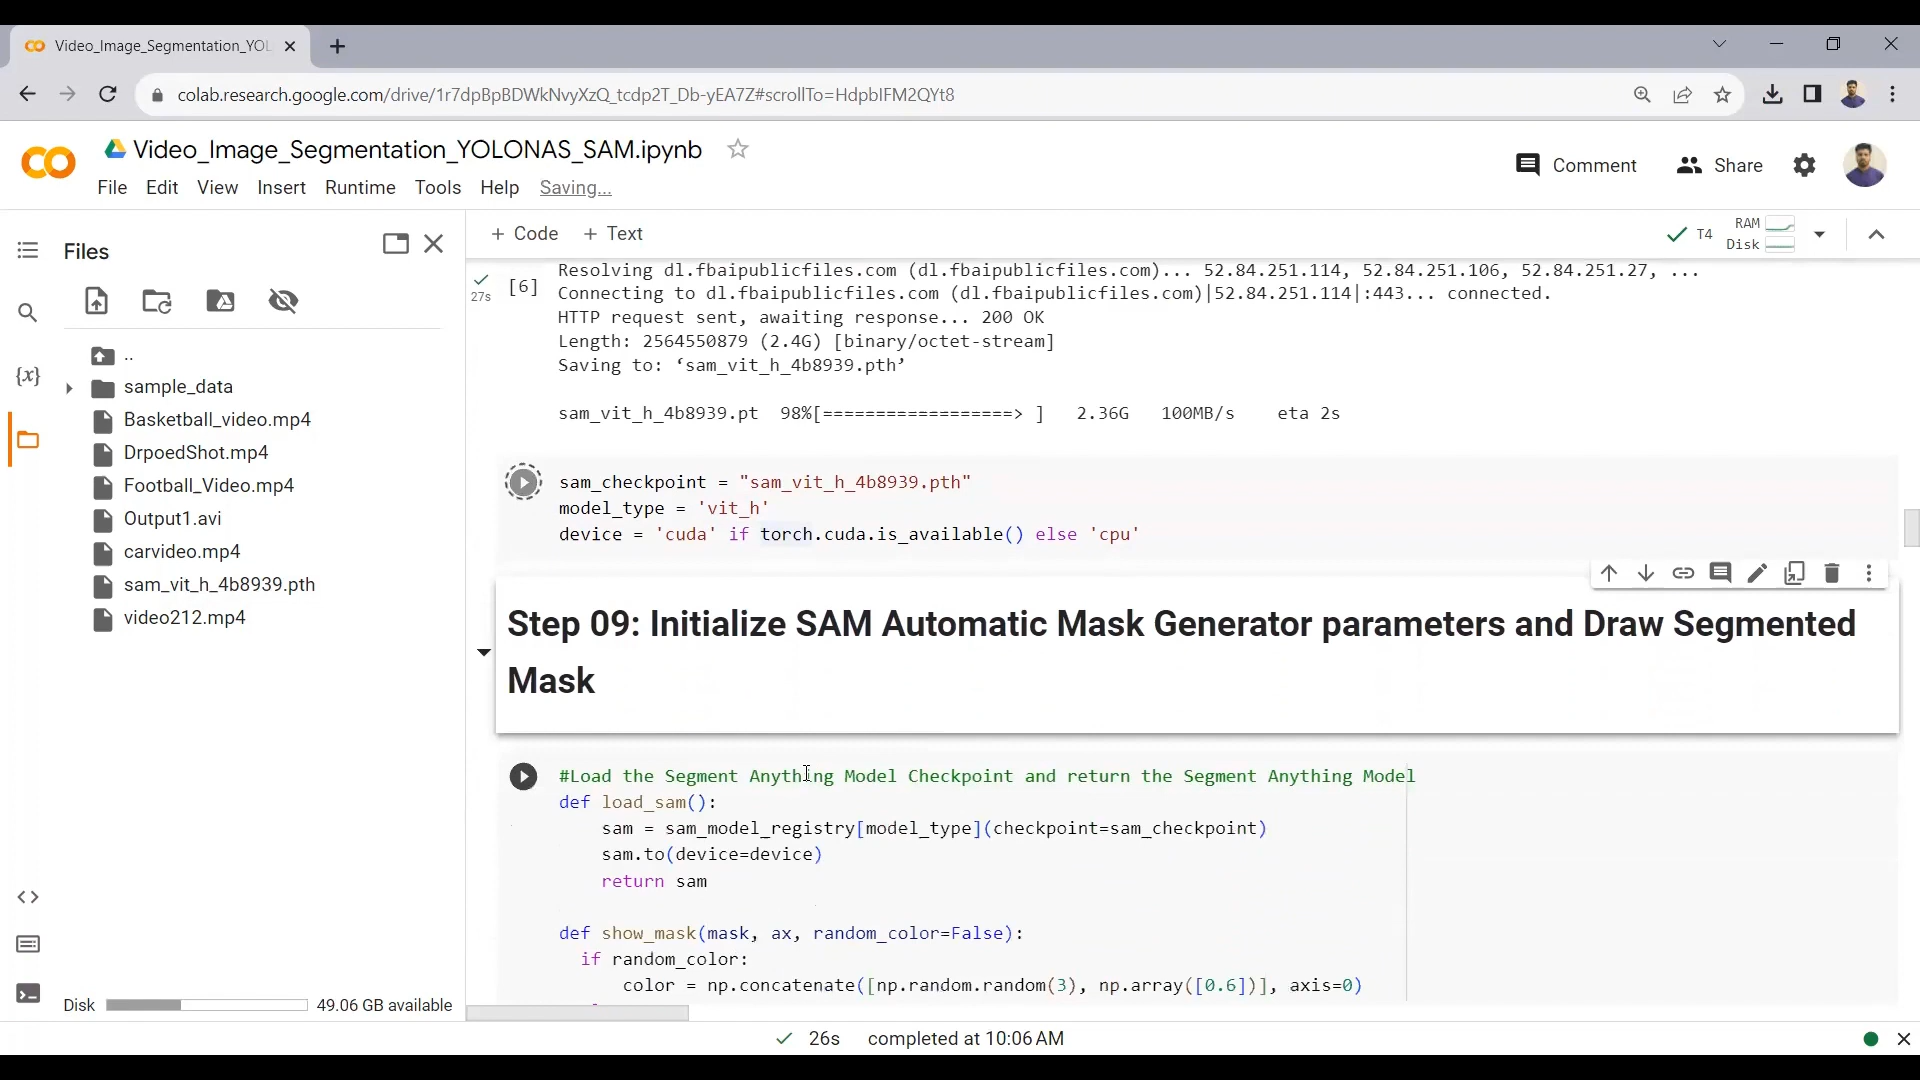 Video_Image_Segmentation_YOL
colab.research.google.com/drive/1r7dpBpBDWkNvyXzQ_tcdp2T_Db-yEA7Z#scrollTo=HdpbIFM2QYt8
Video_Image_Segmentation_YOLONAS_SAM.ipynb
Comment
Share
File Edit View Insert Runtime Tools Help Saving...
Files
+ Code + Text
T4
RAM
Disk
..
sample_data
Basketball_video.mp4
DrpoedShot.mp4
Football_Video.mp4
Output1.avi
carvideo.mp4
sam_vit_h_4b8939.pth
video212.mp4
{x}
Disk
49.06 GB available
27s
[6]
Resolving dl.fbaipublicfiles.com (dl.fbaipublicfiles.com)... 52.84.251.114, 52.84.251.106, 52.84.251.27, ...
Connecting to dl.fbaipublicfiles.com (dl.fbaipublicfiles.com)|52.84.251.114|:443... connected.
HTTP request sent, awaiting response... 200 OK
Length: 2564550879 (2.4G) [binary/octet-stream]
Saving to: ‘sam_vit_h_4b8939.pth’
sam_vit_h_4b8939.pt 98%[==================> ] 2.36G 100MB/s eta 2s
sam_checkpoint = "sam_vit_h_4b8939.pth"
model_type = 'vit_h'
device = 'cuda' if torch.cuda.is_available() else 'cpu'
Step 09: Initialize SAM Automatic Mask Generator parameters and Draw Segmented
Mask
#Load the Segment Anything Model Checkpoint and return the Segment Anything Model
def load_sam():
sam = sam_model_registry[model_type](checkpoint=sam_checkpoint)
sam.to(device=device)
return sam
def show_mask(mask, ax, random_color=False):
if random_color:
color = np.concatenate([np.random.random(3), np.array([0.6])], axis=0)
26s completed at 10:06 AM